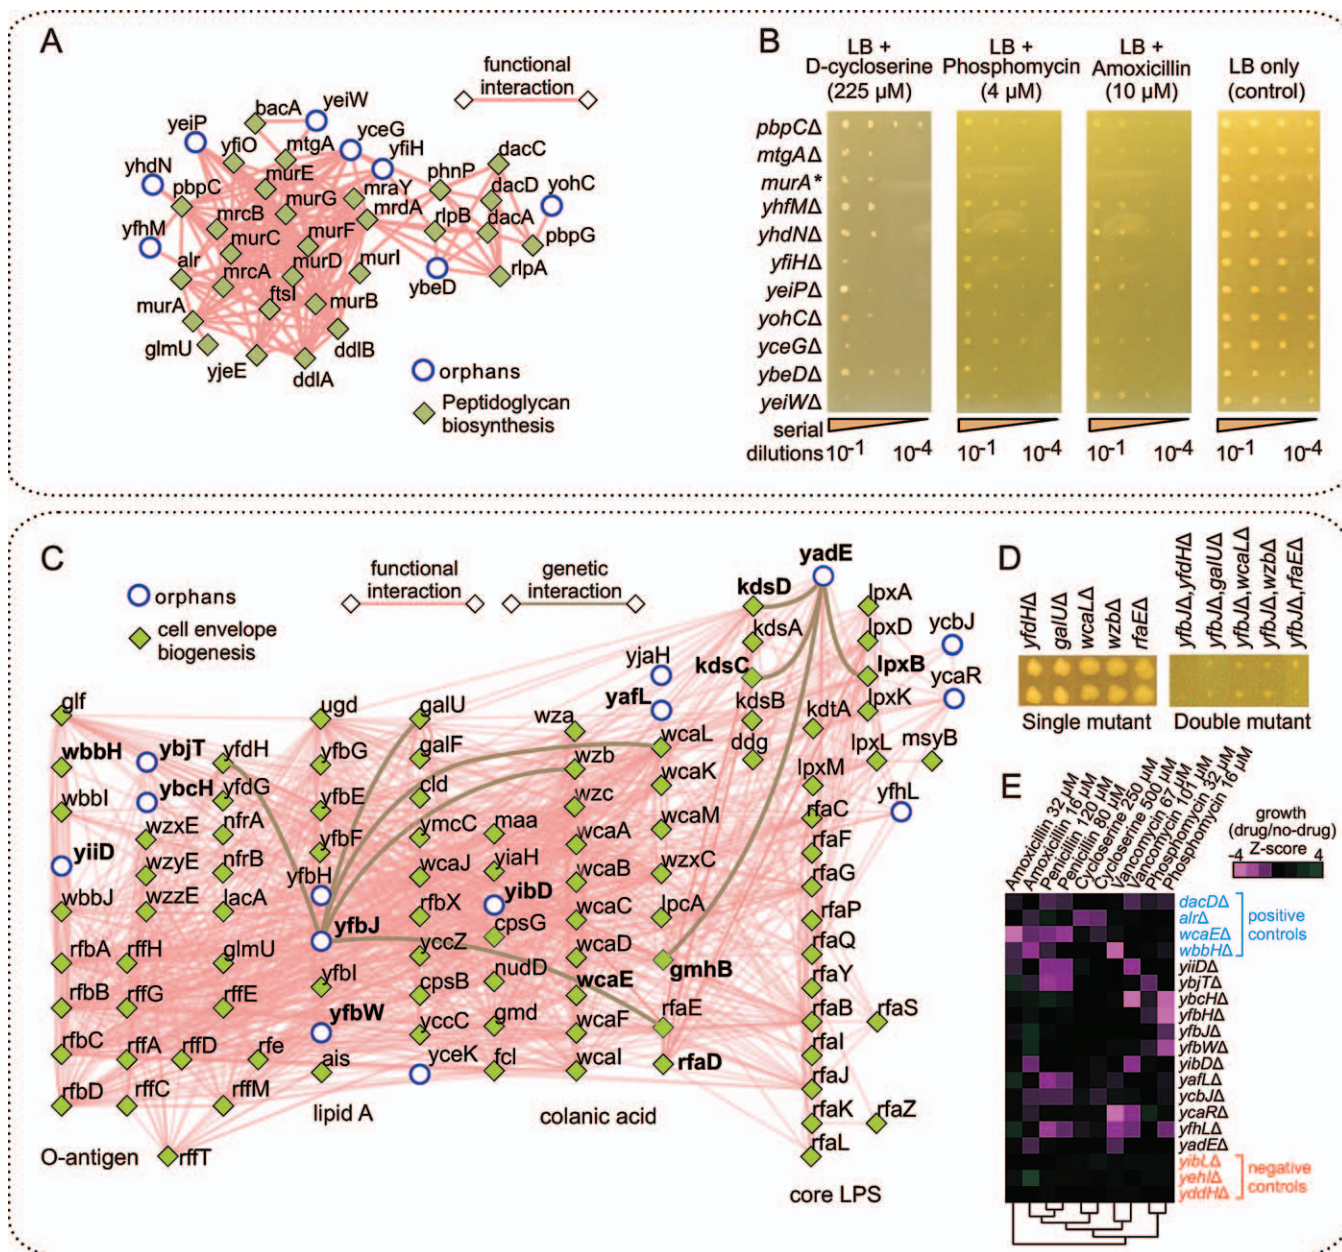 A
functional
interaction
bacA
yeiW
yeiP
yfiO
mtgA
yceG
yfiH
yhdN
murE
phnP
dacC
pbpC
murG
mraY
dacD
yohC
mrcB
mrdA
rlpB
dacA
yfhM
murC
murF
pbpG
alr
murD
murI
mrcA
ybeD
rlpA
ftsI
murA
murB
glmU
ddlB
yjeE
ddlA
orphans
Peptidoglycan
biosynthesis
B
LB +
D-cycloserine
(225 µM)
LB +
Phosphomycin
(4 µM)
LB +
Amoxicillin
(10 µM)
LB only
(control)
pbpCΔ
mtgAΔ
murA*
yhfMΔ
yhdNΔ
yfiHΔ
yeiPΔ
yohCΔ
yceGΔ
ybeDΔ
yeiWΔ
serial
dilutions
10-1 10-4
10-1 10-4
10-1 10-4
10-1 10-4
C
orphans
cell envelope
biogenesis
functional
interaction
genetic
interaction
yadE
kdsD
lpxA
kdsA
lpxD
ycbJ
yjaH
kdsC
lpxB
ycaR
yafL
kdsB
kdtA
lpxK
glf
ugd
galU
wza
wcaL
ddg
lpxL
msyB
wbbH
ybjT
yfdH
yfbG
galF
wzb
wcaK
lpxM
wbbI
ybcH
yfdG
yfbE
cld
wzc
wcaM
rfaC
yfhL
wzxE
nfrA
yfbF
ymcC
maa
wcaA
wzxC
rfaF
yiiD
wzyE
nfrB
yfbH
wcaJ
yiaH
wcaB
rfaG
wbbJ
wzzE
lacA
rfbX
yibD
wcaC
lpcA
rfaP
yfbJ
cpsG
rfaQ
rfbA
rffH
glmU
yccZ
wcaD
gmhB
yfbI
nudD
wcaE
rfaY
rfbB
rffG
rffE
cpsB
rfaE
rfaB
rfaS
yfbW
gmd
wcaF
rfbC
rffA
rffD
rfe
yccC
rfaI
ais
yceK
fcl
wcaI
rfaD
rfaJ
rfbD
rffC
rffM
rfaK
rfaZ
lipid A
colanic acid
rfaL
O-antigen
rffT
core LPS
D
yfdHΔ
galUΔ
wcaLΔ
wzbΔ
rfaEΔ
yfbJΔ,yfdHΔ
yfbJΔ,galUΔ
yfbJΔ,wcaLΔ
yfbJΔ,wzbΔ
yfbJΔ,rfaEΔ
Single mutant
Double mutant
E
Amoxicillin 32 µM
Amoxicillin 16 µM
Penicillin 120 µM
Penicillin 80 µM
Cycloserine 250 µM
Cycloserine 500 µM
Vancomycin 67 µM
Vancomycin 101 µM
Phosphomycin 32 µM
Phosphomycin 16 µM
growth
(drug/no-drug)
-4 Z-score 4
dacDΔ
alrΔ
wcaEΔ
wbbHΔ
positive
controls
yiiDΔ
ybjTΔ
ybcHΔ
yfbHΔ
yfbJΔ
yfbWΔ
yibDΔ
yafLΔ
ycbJΔ
ycaRΔ
yfhLΔ
yadEΔ
yibLΔ
yehIΔ
yddHΔ
negative
controls